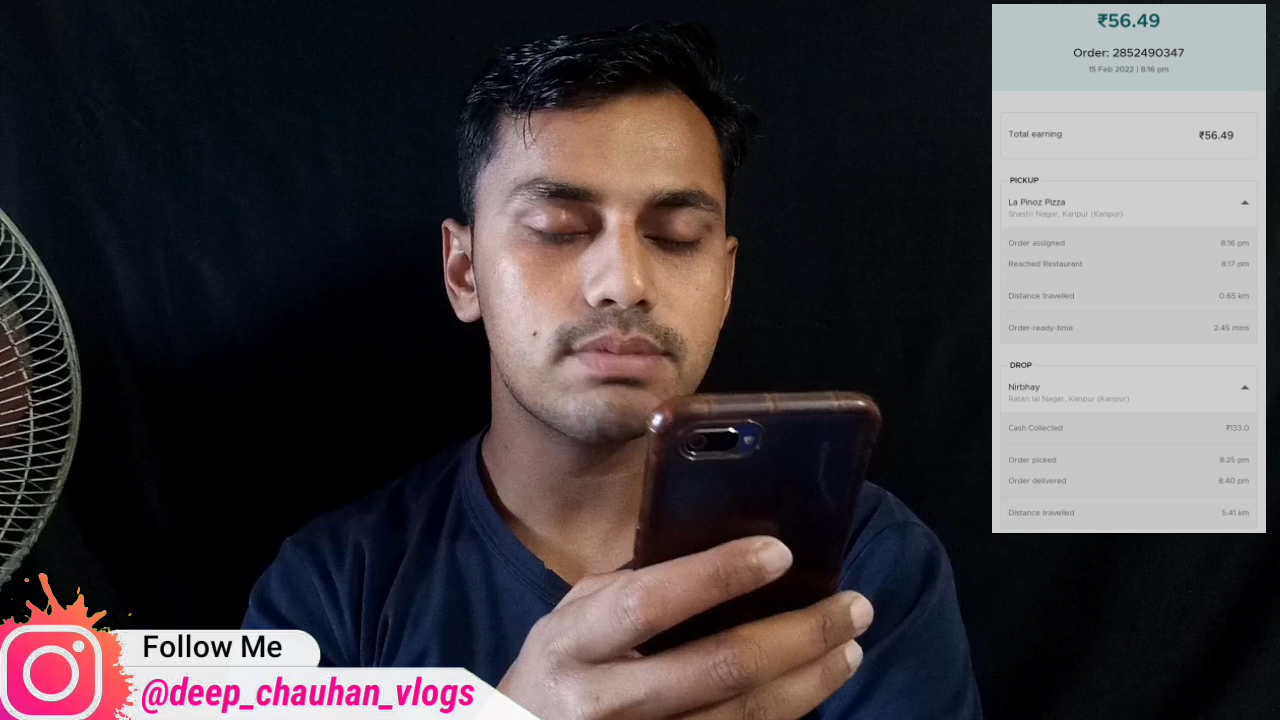 ₹56.49
Order: 2852490347
15 Feb 2022 | 8:16 pm
Total earning ₹56.49
PICKUP
La Pinoz Pizza
Shastri Nagar, Kanpur (Kanpur)
Order assigned 8:16 pm
Reached Restaurant 8:17 pm
Distance travelled 0.65 km
Order-ready-time 2.45 mins
DROP
Nirbhay
Ratan lal Nagar, Kanpur (Kanpur)
Cash Collected ₹133.0
Order picked 8:25 pm
Order delivered 8:40 pm
Distance travelled 5.41 km
Follow Me
@deep_chauhan_vlogs